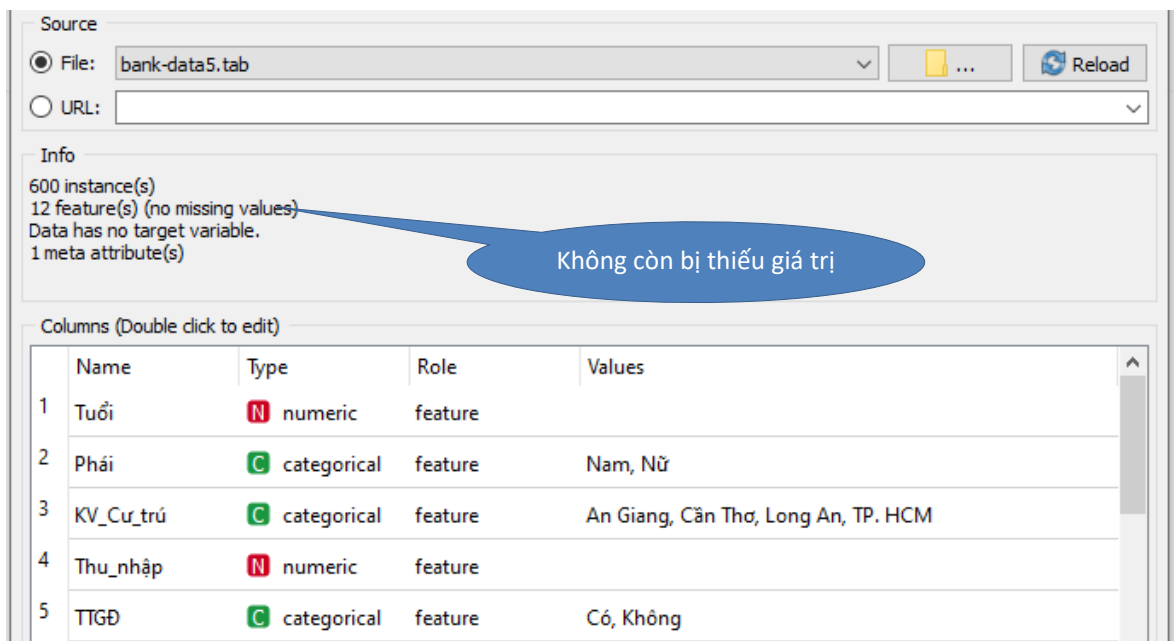 Source
File: bank-data5.tab ... Reload
URL:
Info
600 instance(s)
12 feature(s) (no missing values)
Data has no target variable.
1 meta attribute(s)
Không còn bị thiếu giá trị
Columns (Double click to edit)
Name Type Role Values
1 Tuổi N numeric feature
2 Phái C categorical feature Nam, Nữ
3 KV_Cư_trú C categorical feature An Giang, Cần Thơ, Long An, TP. HCM
4 Thu_nhập N numeric feature
5 TTGĐ C categorical feature Có, Không